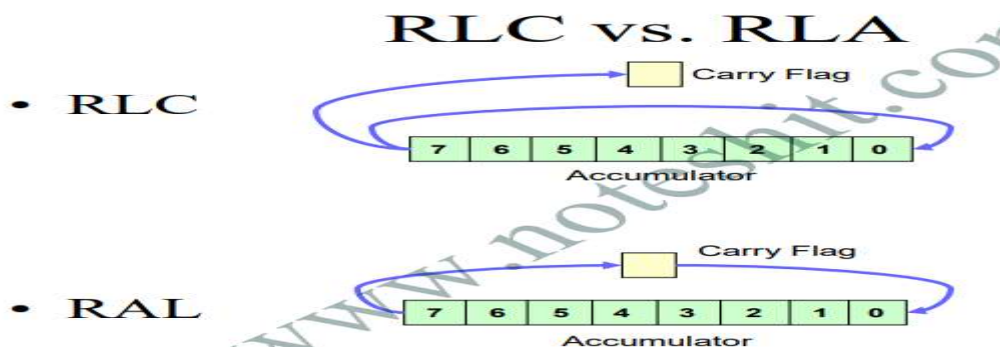 RLC vs. RLA
Carry Flag
• RLC
7 6 5 4 3 2 1 0
Accumulator
Carry Flag
• RAL
7 6 5 4 3 2 1 0
Accumulator
www.noteshit.com